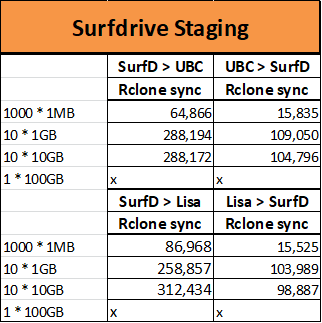 Surfdrive Staging
SurfD > UBC UBC > SurfD
Rclone sync Rclone sync
1000 * 1MB 64,866 15,835
10 * 1GB 288,194 109,050
10 * 10GB 288,172 104,796
1 * 100GB x x
SurfD > Lisa Lisa > SurfD
Rclone sync Rclone sync
1000 * 1MB 86,968 15,525
10 * 1GB 258,857 103,989
10 * 10GB 312,434 98,887
1 * 100GB x x